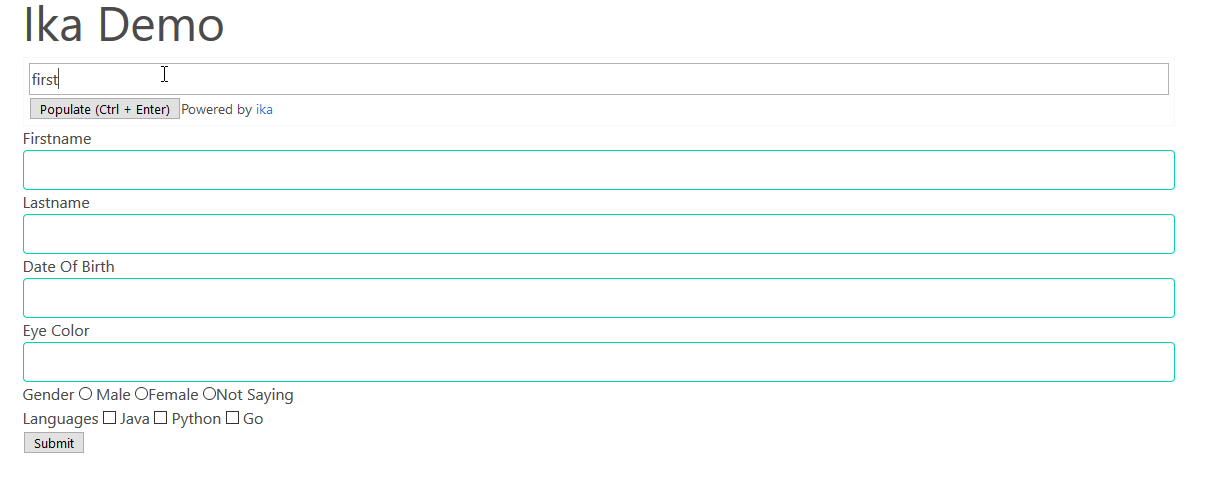 Ika Demo
first
Populate (Ctrl + Enter) Powered by ika
Firstname
Lastname
Date Of Birth
Eye Color
Gender Male Female Not Saying
Languages Java Python Go
Submit